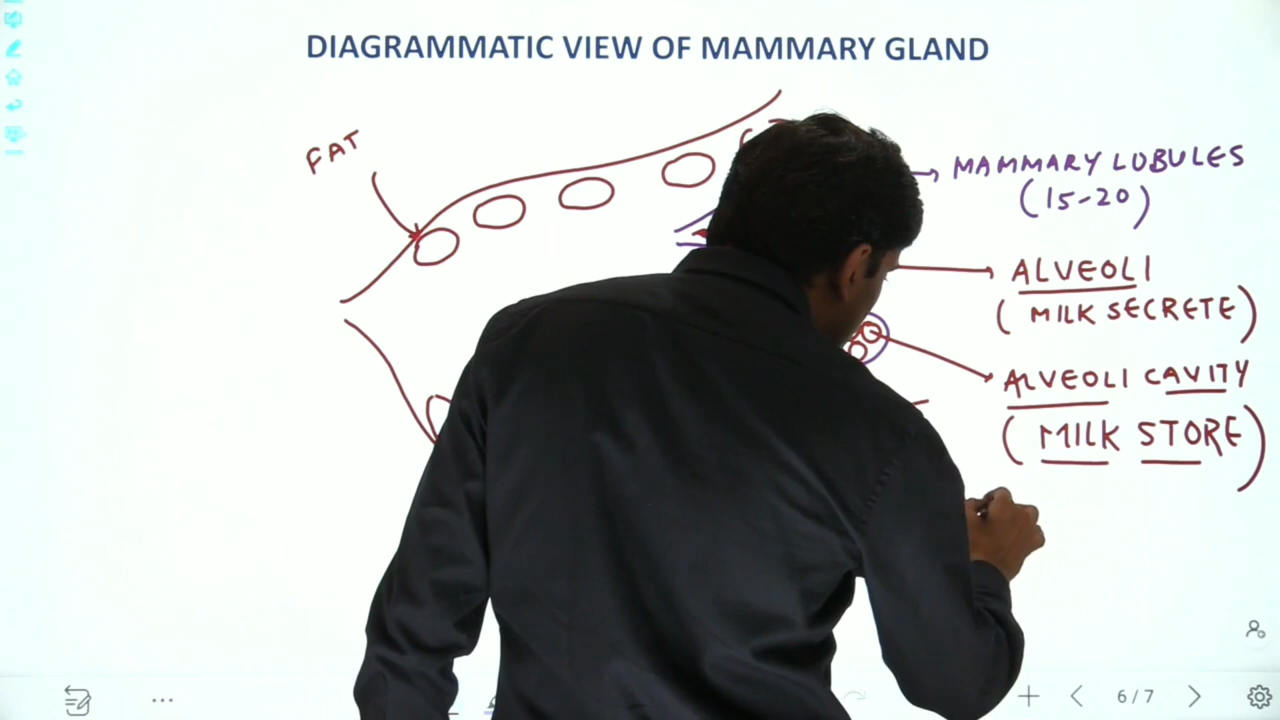 DIAGRAMMATIC VIEW OF MAMMARY GLAND
FAT
MAMMARY LOBULES
(15-20)
ALVEOLI
( MILK SECRETE)
ALVEOLI CAVITY
( MILK STORE)
6/7